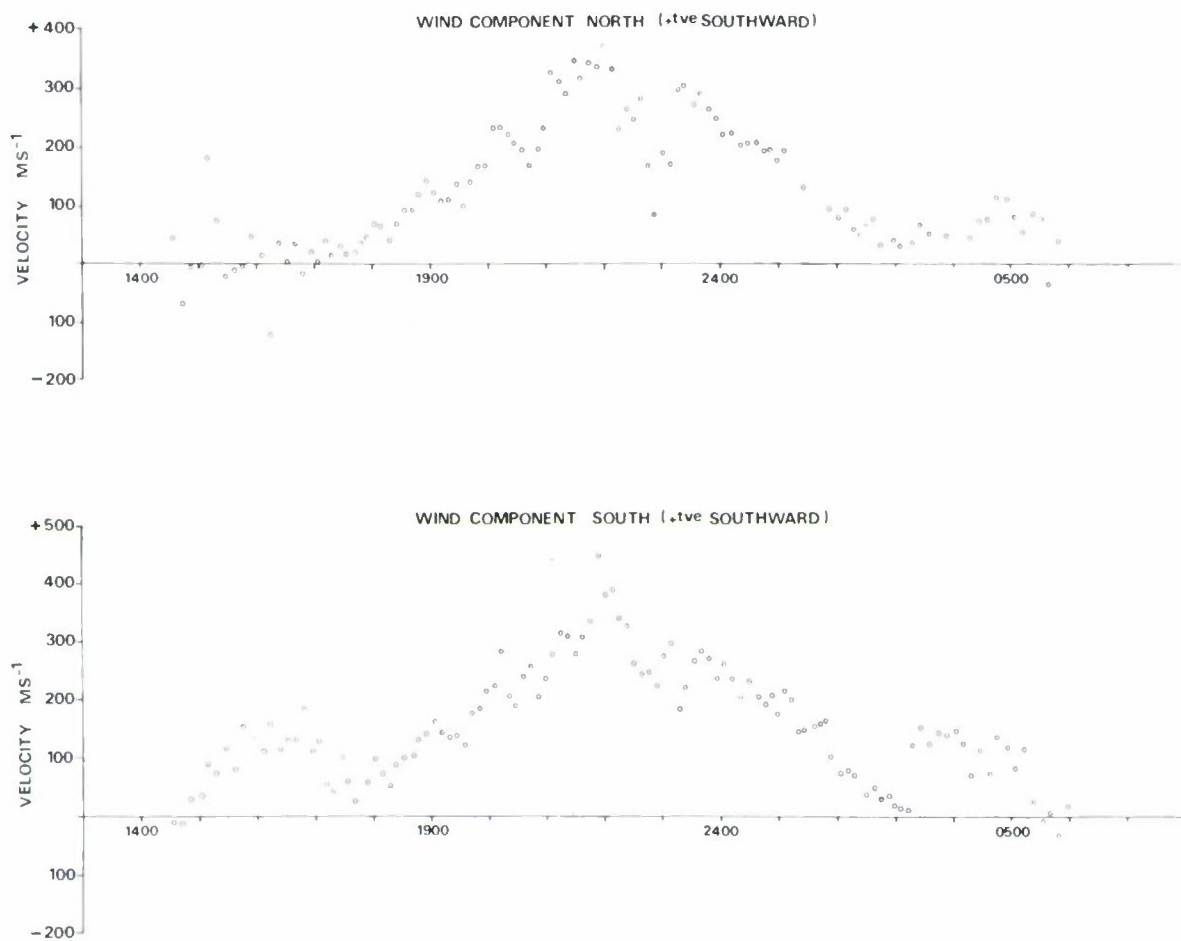 WIND COMPONENT NORTH (+tve SOUTHWARD)
+400
300
200
100
100
-200
VELOCITY MS⁻¹
1400 1900 2400 0500
WIND COMPONENT SOUTH (+tve SOUTHWARD)
+500
400
300
200
100
100
-200
VELOCITY MS⁻¹
1400 1900 2400 0500